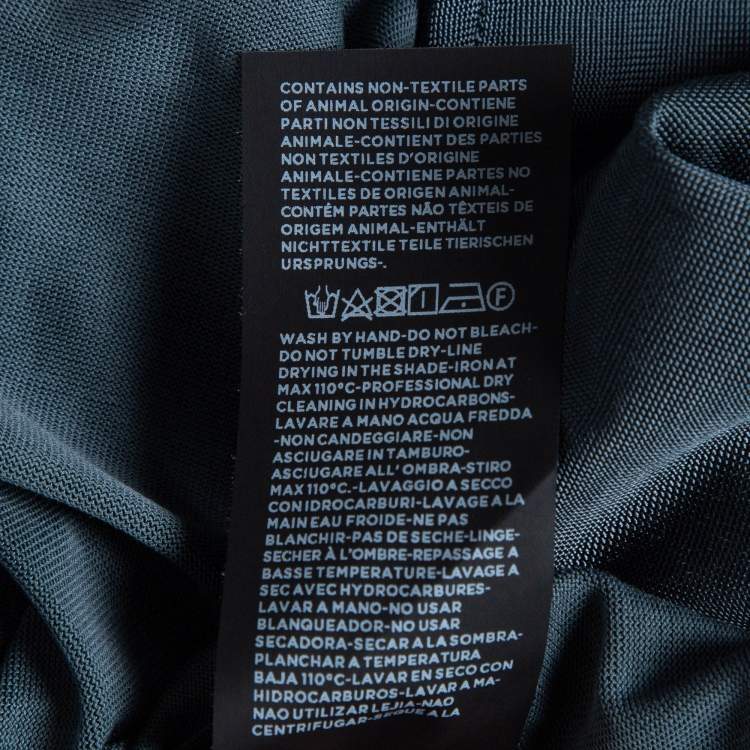 CONTAINS NON-TEXTILE PARTS
OF ANIMAL ORIGIN-CONTIENE
PARTI NON TESSILI DI ORIGINE
ANIMALE-CONTIENT DES PARTIES
NON TEXTILES D'ORIGINE
ANIMALE-CONTIENE PARTES NO
TEXTILES DE ORIGEN ANIMAL-
CONTÉM PARTES NÃO TÊXTEIS DE
ORIGEM ANIMAL-ENTHÄLT
NICHTTEXTILE TEILE TIERISCHEN
URSPRUNGS-.
F
WASH BY HAND-DO NOT BLEACH-
DO NOT TUMBLE DRY-LINE
DRYING IN THE SHADE-IRON AT
MAX 110°C-PROFESSIONAL DRY
CLEANING IN HYDROCARBONS-
LAVARE A MANO ACQUA FREDDA
-NON CANDEGGIARE-NON
ASCIUGARE IN TAMBURO-
ASCIUGARE ALL'OMBRA-STIRO
MAX 110°C.-LAVAGGIO A SECCO
CON IDROCARBURI-LAVAGE A LA
MAIN EAU FROIDE-NE PAS
BLANCHIR-PAS DE SECHE-LINGE-
SECHER À L'OMBRE-REPASSAGE A
BASSE TEMPERATURE-LAVAGE A
SEC AVEC HYDROCARBURES-
LAVAR A MANO-NO USAR
BLANQUEADOR-NO USAR
SECADORA-SECAR A LA SOMBRA-
PLANCHAR A TEMPERATURA
BAJA 110°C-LAVAR EN SECO CON
HIDROCARBUROS-LAVAR A MA-
NAO UTILIZAR LEJIA-NAO
CENTRIFUGAR-SEQUE A LA